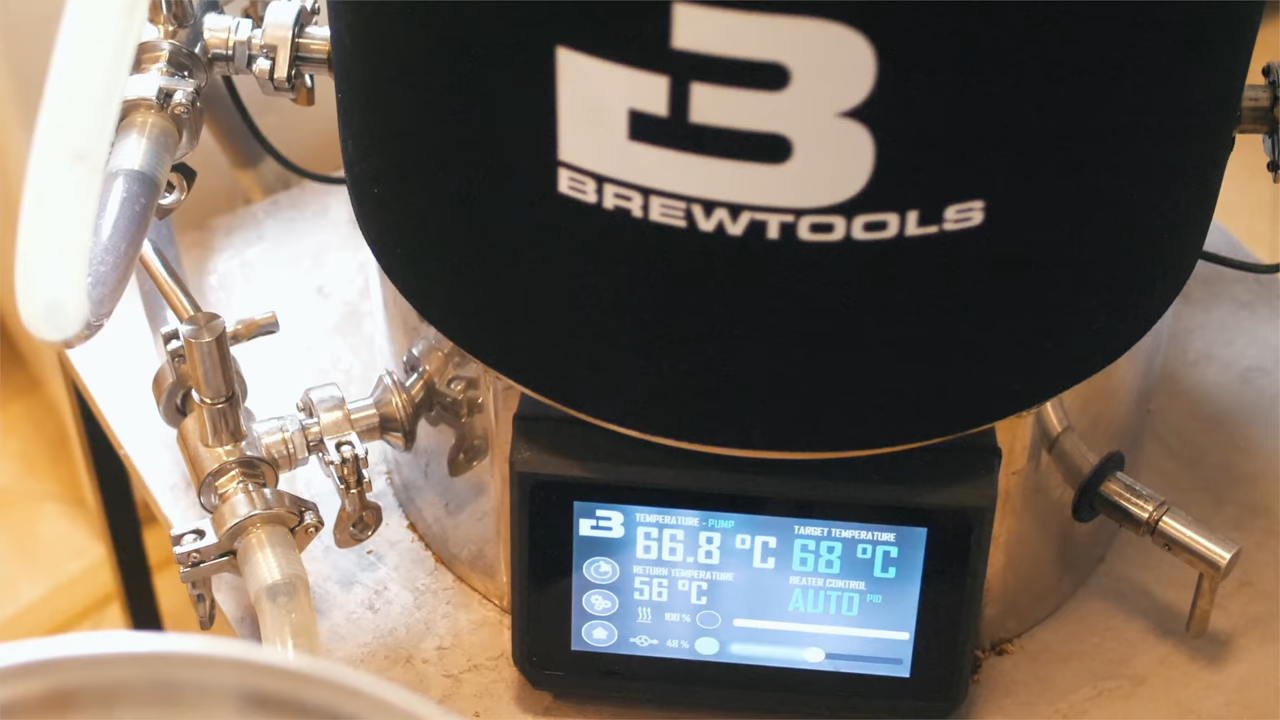 BREWTOOLS
TEMPERATURE - PUMP
66.8 °C
TARGET TEMPERATURE
68 °C
RETURN TEMPERATURE
56 °C
HEATER CONTROL
AUTO PID
100 %
48 %